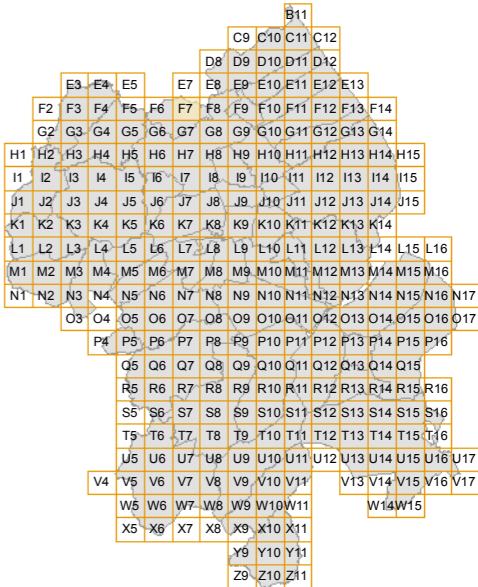 B11
C9 C10 C11 C12
D8 D9 D10 D11 D12
E3 E4 E5 E7 E8 E9 E10 E11 E12 E13
F2 F3 F4 F5 F6 F7 F8 F9 F10 F11 F12 F13 F14
G2 G3 G4 G5 G6 G7 G8 G9 G10 G11 G12 G13 G14
H1 H2 H3 H4 H5 H6 H7 H8 H9 H10 H11 H12 H13 H14 H15
I1 I2 I3 I4 I5 I6 I7 I8 I9 I10 I11 I12 I13 I14 I15
J1 J2 J3 J4 J5 J6 J7 J8 J9 J10 J11 J12 J13 J14 J15
K1 K2 K3 K4 K5 K6 K7 K8 K9 K10 K11 K12 K13 K14
L1 L2 L3 L4 L5 L6 L7 L8 L9 L10 L11 L12 L13 L14 L15 L16
M1 M2 M3 M4 M5 M6 M7 M8 M9 M10 M11 M12 M13 M14 M15 M16
N1 N2 N3 N4 N5 N6 N7 N8 N9 N10 N11 N12 N13 N14 N15 N16 N17
O3 O4 O5 O6 O7 O8 O9 O10 O11 O12 O13 O14 O15 O16 O17
P4 P5 P6 P7 P8 P9 P10 P11 P12 P13 P14 P15 P16
Q5 Q6 Q7 Q8 Q9 Q10 Q11 Q12 Q13 Q14 Q15
R5 R6 R7 R8 R9 R10 R11 R12 R13 R14 R15 R16
S5 S6 S7 S8 S9 S10 S11 S12 S13 S14 S15 S16
T5 T6 T7 T8 T9 T10 T11 T12 T13 T14 T15 T16
U5 U6 U7 U8 U9 U10 U11 U12 U13 U14 U15 U16 U17
V4 V5 V6 V7 V8 V9 V10 V11 V13 V14 V15 V16 V17
W5 W6 W7 W8 W9 W10 W11 W14 W15
X5 X6 X7 X8 X9 X10 X11
Y9 Y10 Y11
Z9 Z10 Z11